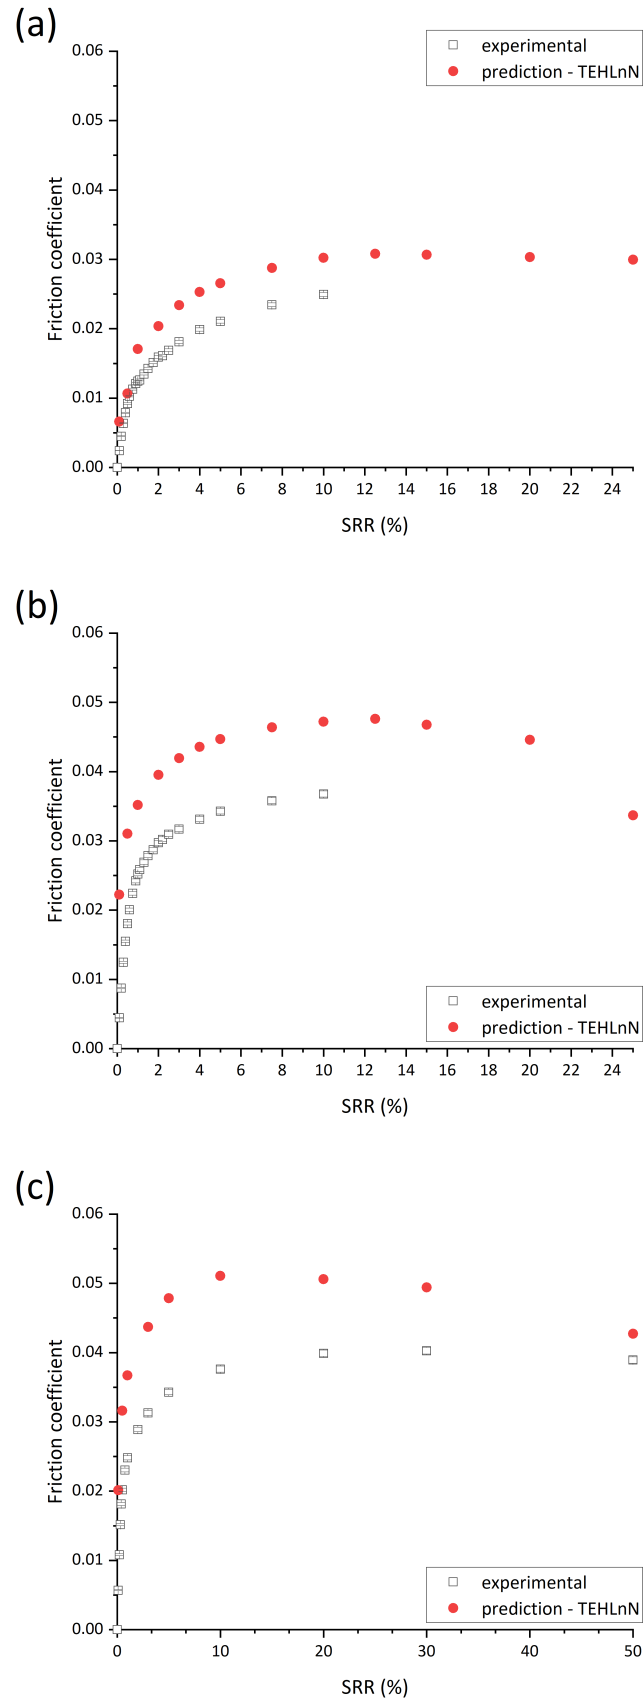 (a)
0.06
experimental
prediction - TEHLnN
0.05
0.04
0.03
0.02
0.01
0.00
Friction coefficient
0 2 4 6 8 10 12 14 16 18 20 22 24
SRR (%)
(b)
0.06
0.05
0.04
0.03
0.02
0.01
0.00
Friction coefficient
experimental
prediction - TEHLnN
0 2 4 6 8 10 12 14 16 18 20 22 24
SRR (%)
(c)
0.06
0.05
0.04
0.03
0.02
0.01
0.00
Friction coefficient
experimental
prediction - TEHLnN
0 10 20 30 40 50
SRR (%)